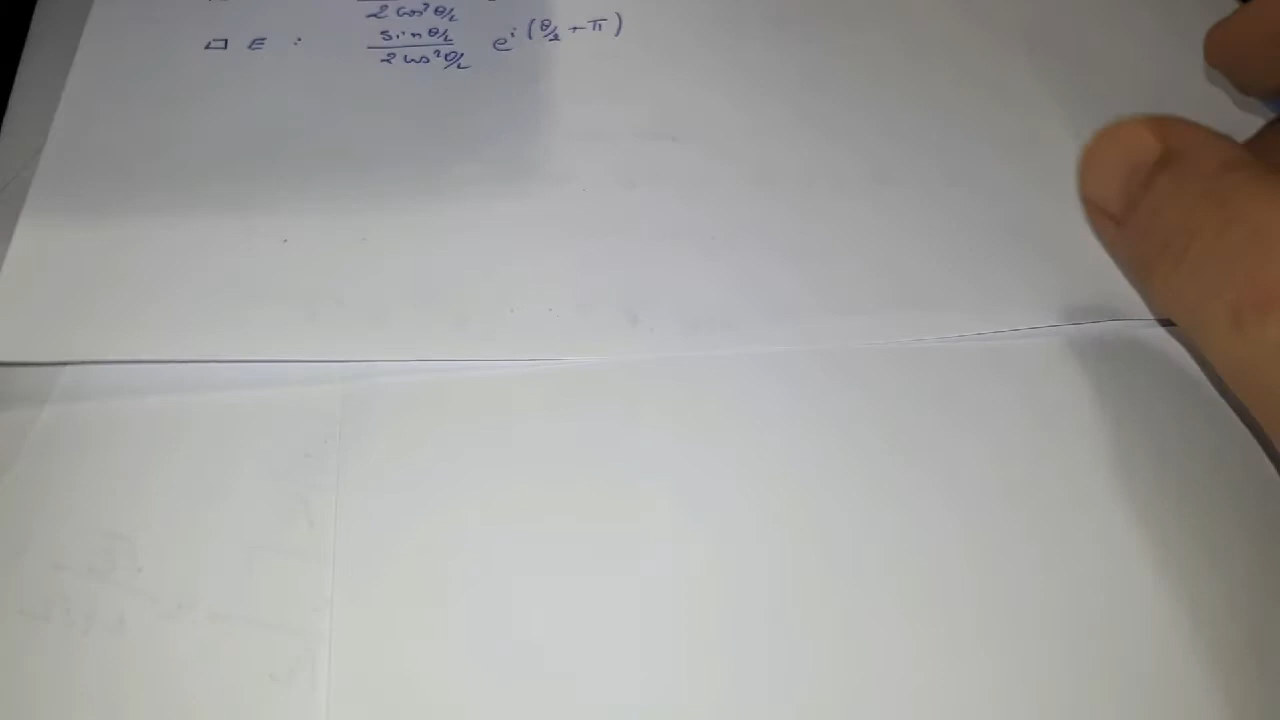 2 cos² θ/2
□ E : sin θ/2 / 2 cos² θ/2 e^i(θ/2 + π)